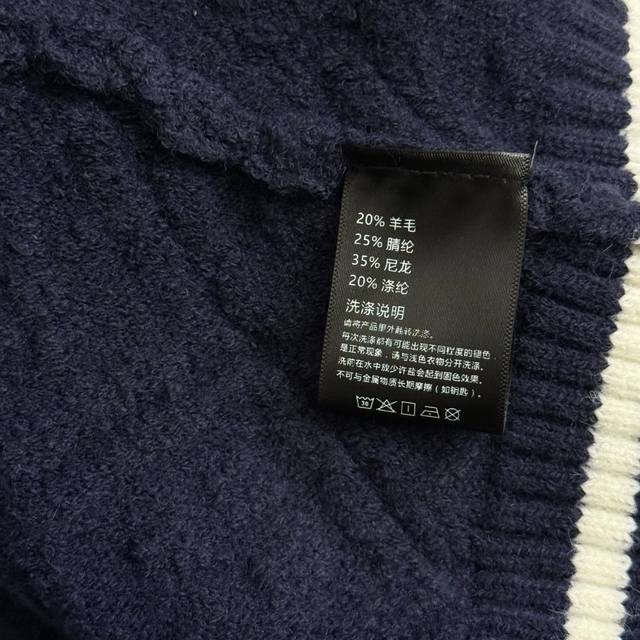 20% 羊毛
25% 腈纶
35% 尼龙
20% 涤纶
洗涤说明
请将产品里外翻转洗涤.
每次洗涤都有可能出现不同程度的褪色,
是正常现象，请与浅色衣物分开洗涤.
洗前在水中放少许盐会起到固色效果.
不可与金属物质长期摩擦（如钥匙）.